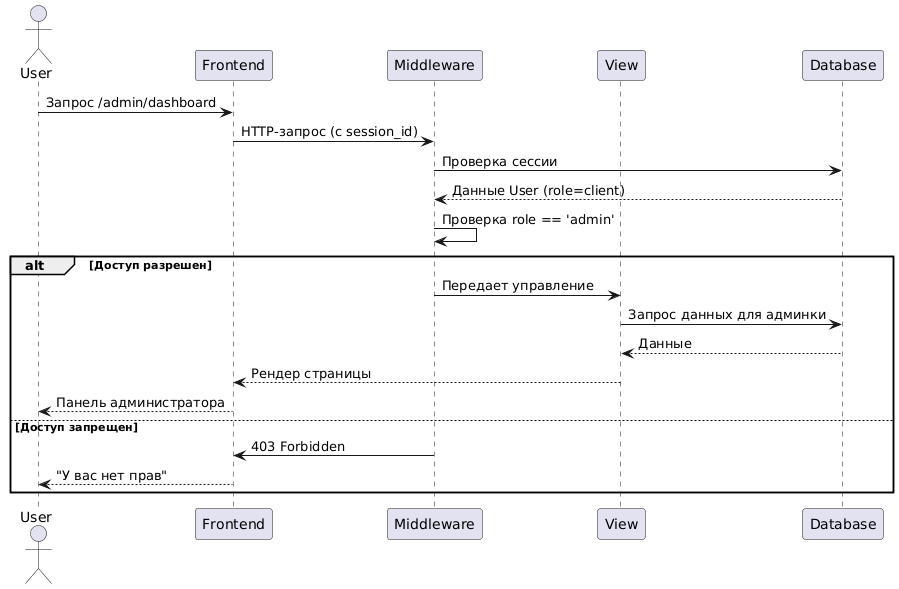 User
Frontend
Middleware
View
Database
Запрос /admin/dashboard
HTTP-запрос (с session_id)
Проверка сессии
Данные User (role=client)
Проверка role == 'admin'
alt [Доступ разрешен]
Передает управление
Запрос данных для админки
Данные
Рендер страницы
Панель администратора
[Доступ запрещен]
403 Forbidden
"У вас нет прав"
User
Frontend
Middleware
View
Database